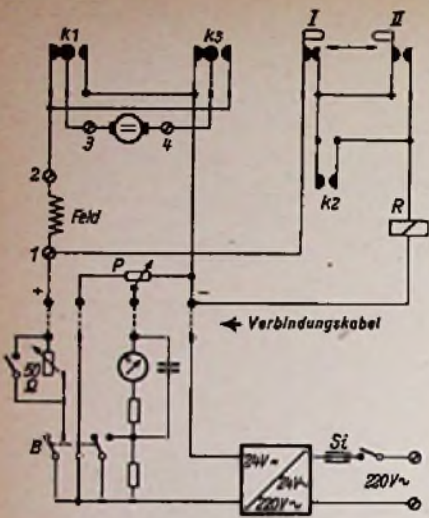 k1
k3
I
II
3
4
2
k2
R
Feld
1
P
+
-
Verbindungskabel
50
Ω
B
24V=
24V~
220V~
Si
220V~